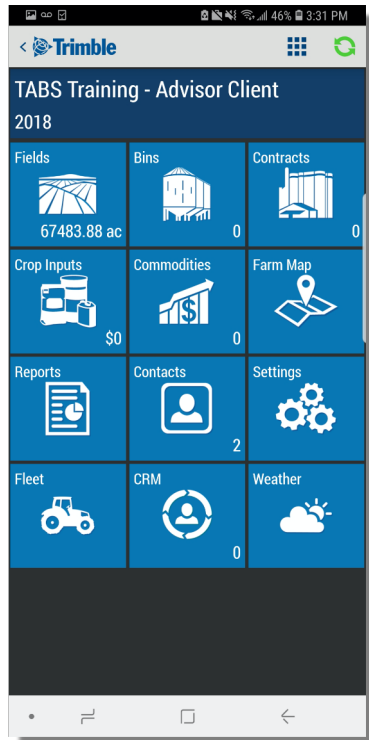 46% 3:31 PM
Trimble
TABS Training - Advisor Client
2018
Fields Bins Contracts
67483.88 ac 0 0
Crop Inputs Commodities Farm Map
$0 0
Reports Contacts Settings
2
Fleet CRM Weather
0